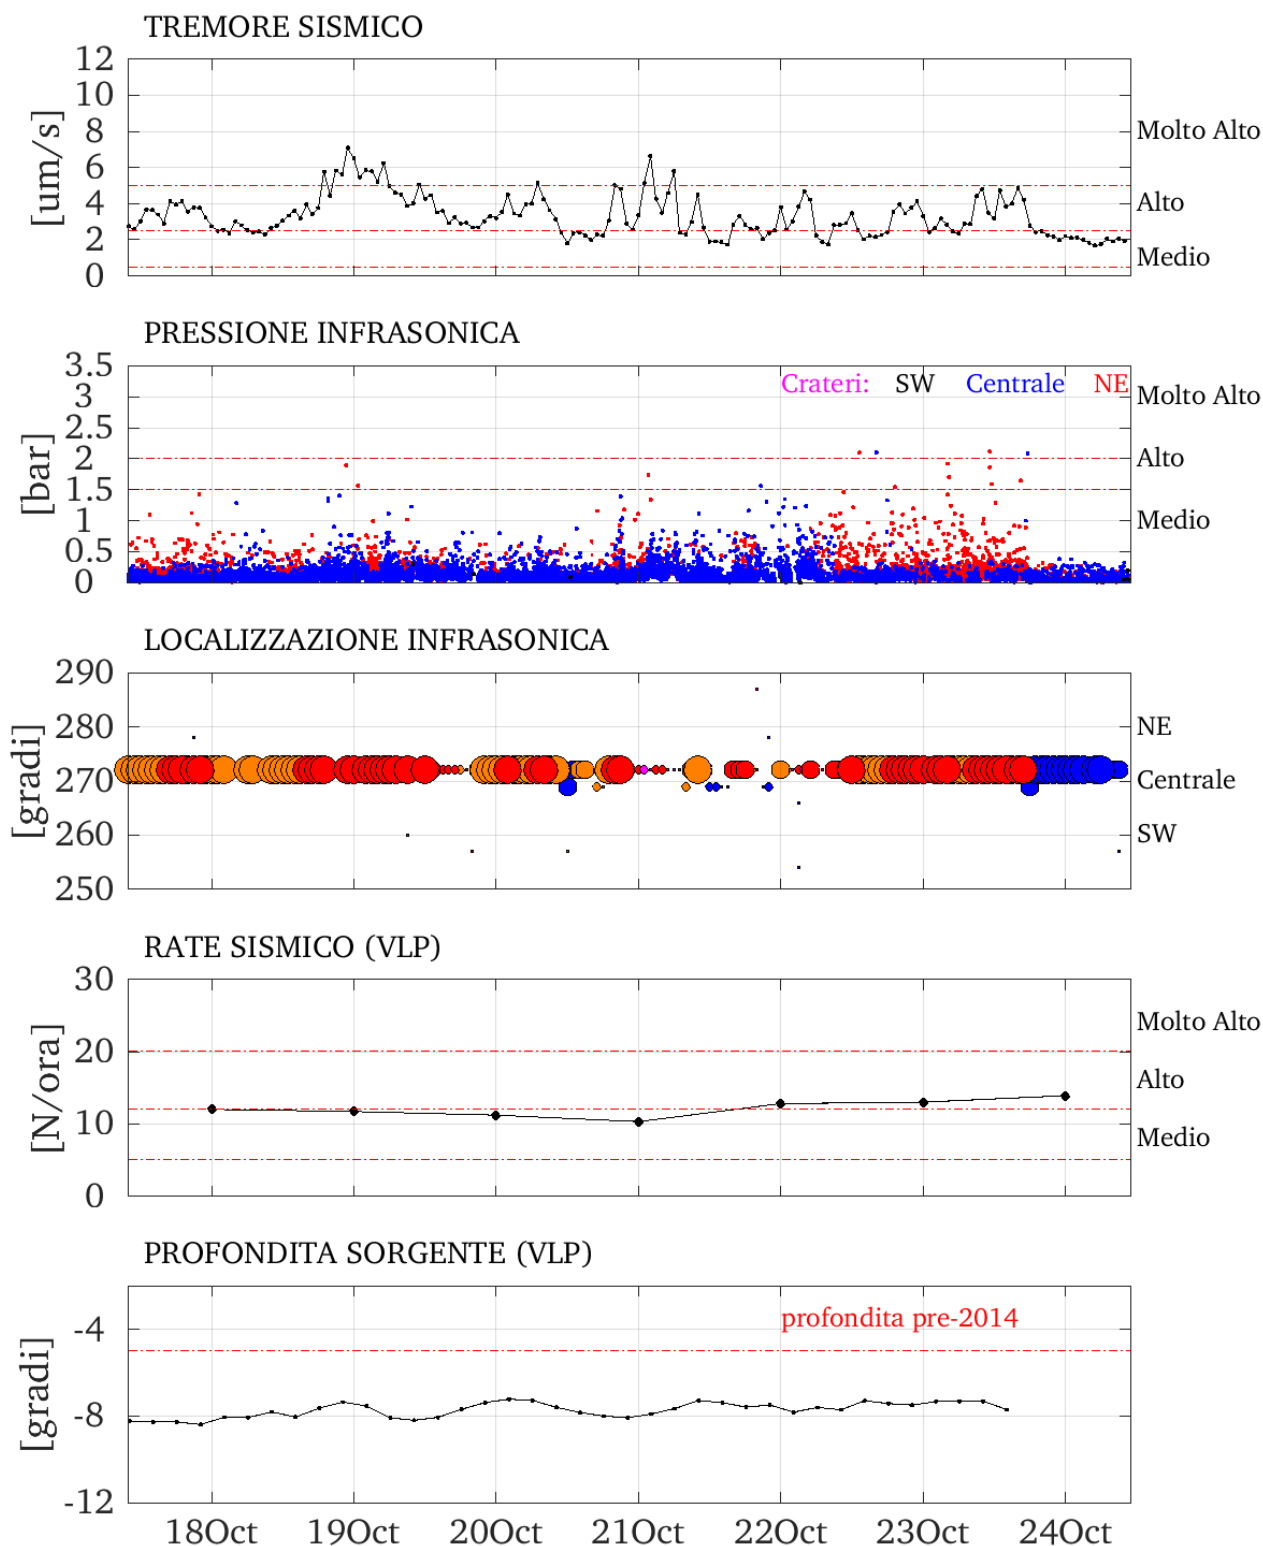 TREMORE SISMICO
12
10
8
6
4
2
0
[um/s]
Molto Alto
Alto
Medio
PRESSIONE INFRASONICA
3.5
3
2.5
2
1.5
1
0.5
0
[bar]
Crateri: SW Centrale NE
Molto Alto
Alto
Medio
LOCALIZZAZIONE INFRASONICA
290
280
270
260
250
[gradi]
NE
Centrale
SW
RATE SISMICO (VLP)
30
20
10
0
[N/ora]
Molto Alto
Alto
Medio
PROFONDITA SORGENTE (VLP)
-4
-8
-12
[gradi]
profondita pre-2014
18Oct 19Oct 20Oct 21Oct 22Oct 23Oct 24Oct